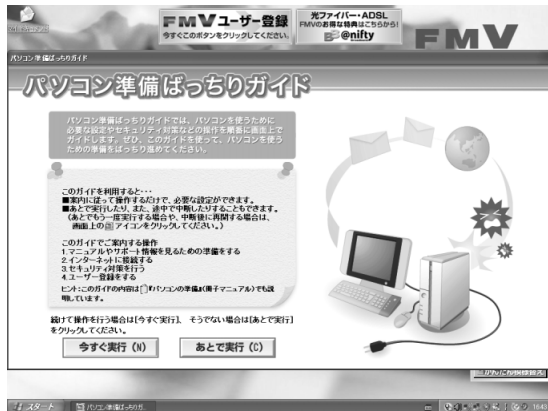 FMVユーザー登録
今すぐこのボタンをクリックしてください。
光ファイバー・ADSL
FMVのお得な特典はこちらから!
@nifty
FMV
パソコン準備ばっちりガイド
パソコン準備ばっちりガイド
パソコン準備ばっちりガイドでは、パソコンを使うために
必要な設定やセキュリティ対策などの操作を順番に画面上で
ガイドします。ぜひ、このガイドを使って、パソコンを使う
ための準備をばっちり進めてください。
このガイドを利用すると・・・
■案内に従って操作するだけで、必要な設定ができます。
■あとで実行したり、また、途中で中断したりすることもできます。
(あとでもう一度実行する場合や、中断後に再開する場合は、
画面上の アイコンをクリックしてください。)
このガイドでご案内する操作
1.マニュアルやサポート情報を見るための準備をする
2.インターネットに接続する
3.セキュリティ対策を行う
4.ユーザー登録をする
ヒント:このガイドの内容は『パソコンの準備』(冊子マニュアル)でも説
明しています。
続けて操作を行う場合は[今すぐ実行]、そうでない場合は[あとで実行]
をクリックしてください。
今すぐ実行(N)
あとで実行(C)
かんたん模様替え
スタート
パソコン準備ばっちりガ...
16:43